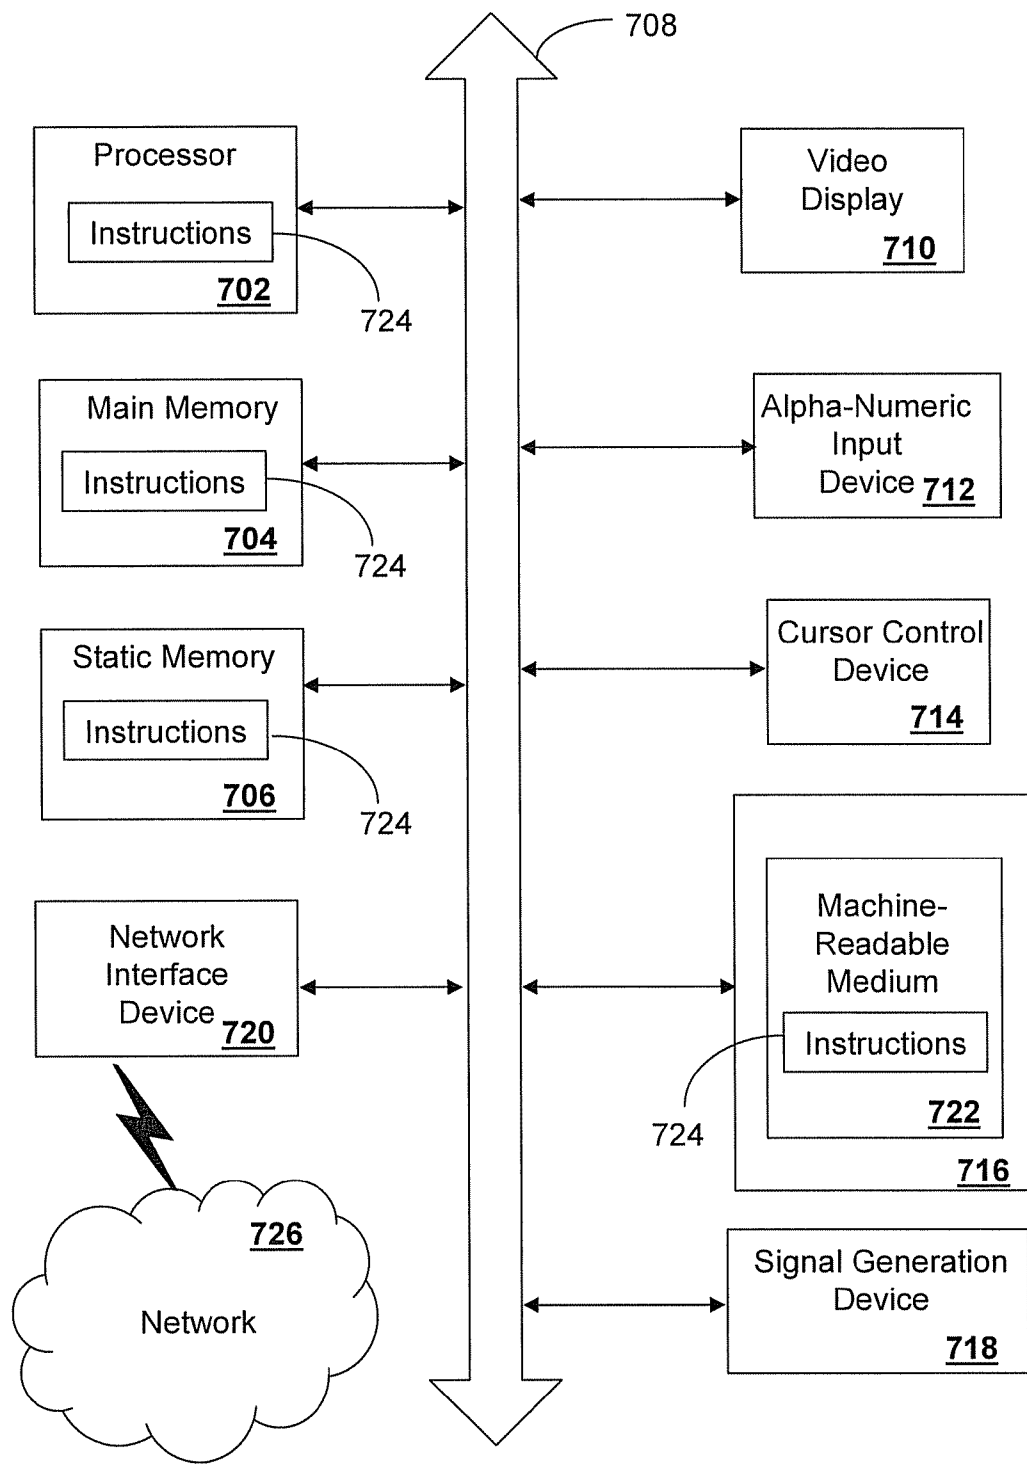 708
Processor
Instructions
702
724
Main Memory
Instructions
704
724
Static Memory
Instructions
706
724
Network
Interface
Device
720
726
Network
Video
Display
710
Alpha-Numeric
Input
Device
712
Cursor Control
Device
714
Machine-
Readable
Medium
Instructions
722
724
716
Signal Generation
Device
718